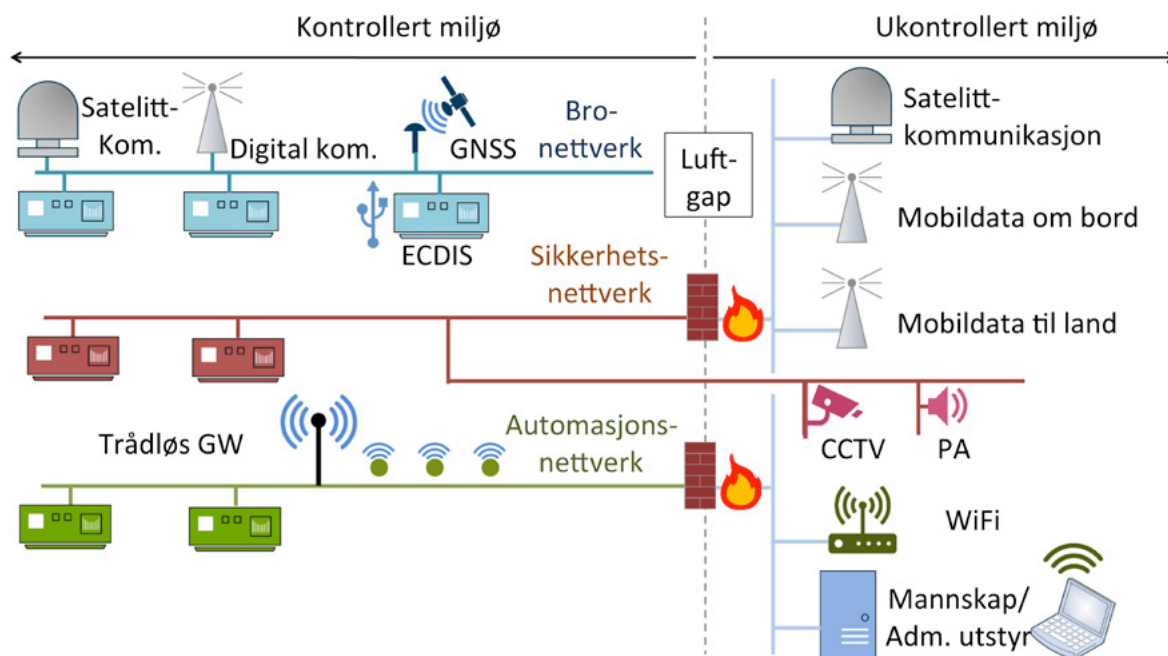 Kontrollert miljø
Ukontrollert miljø
Satelitt-
Kom.
Digital kom.
GNSS
Bro-
nettverk
Luft-
gap
Satelitt-
kommunikasjon
Mobildata om bord
ECDIS
Sikkerhets-
nettverk
Mobildata til land
Trådløs GW
Automasjons-
nettverk
CCTV
PA
WiFi
Mannskap/
Adm. utstyr